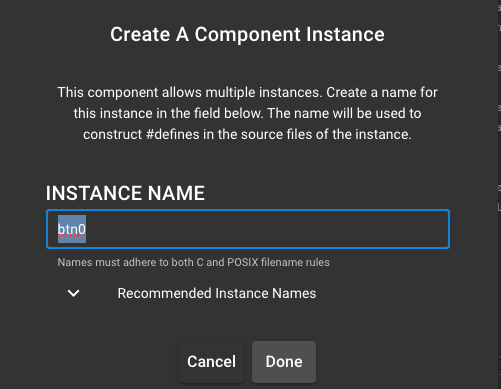 Create A Component Instance
This component allows multiple instances. Create a name for
this instance in the field below. The name will be used to
construct #defines in the source files of the instance.
INSTANCE NAME
btn0
Names must adhere to both C and POSIX filename rules
Recommended Instance Names
Cancel Done